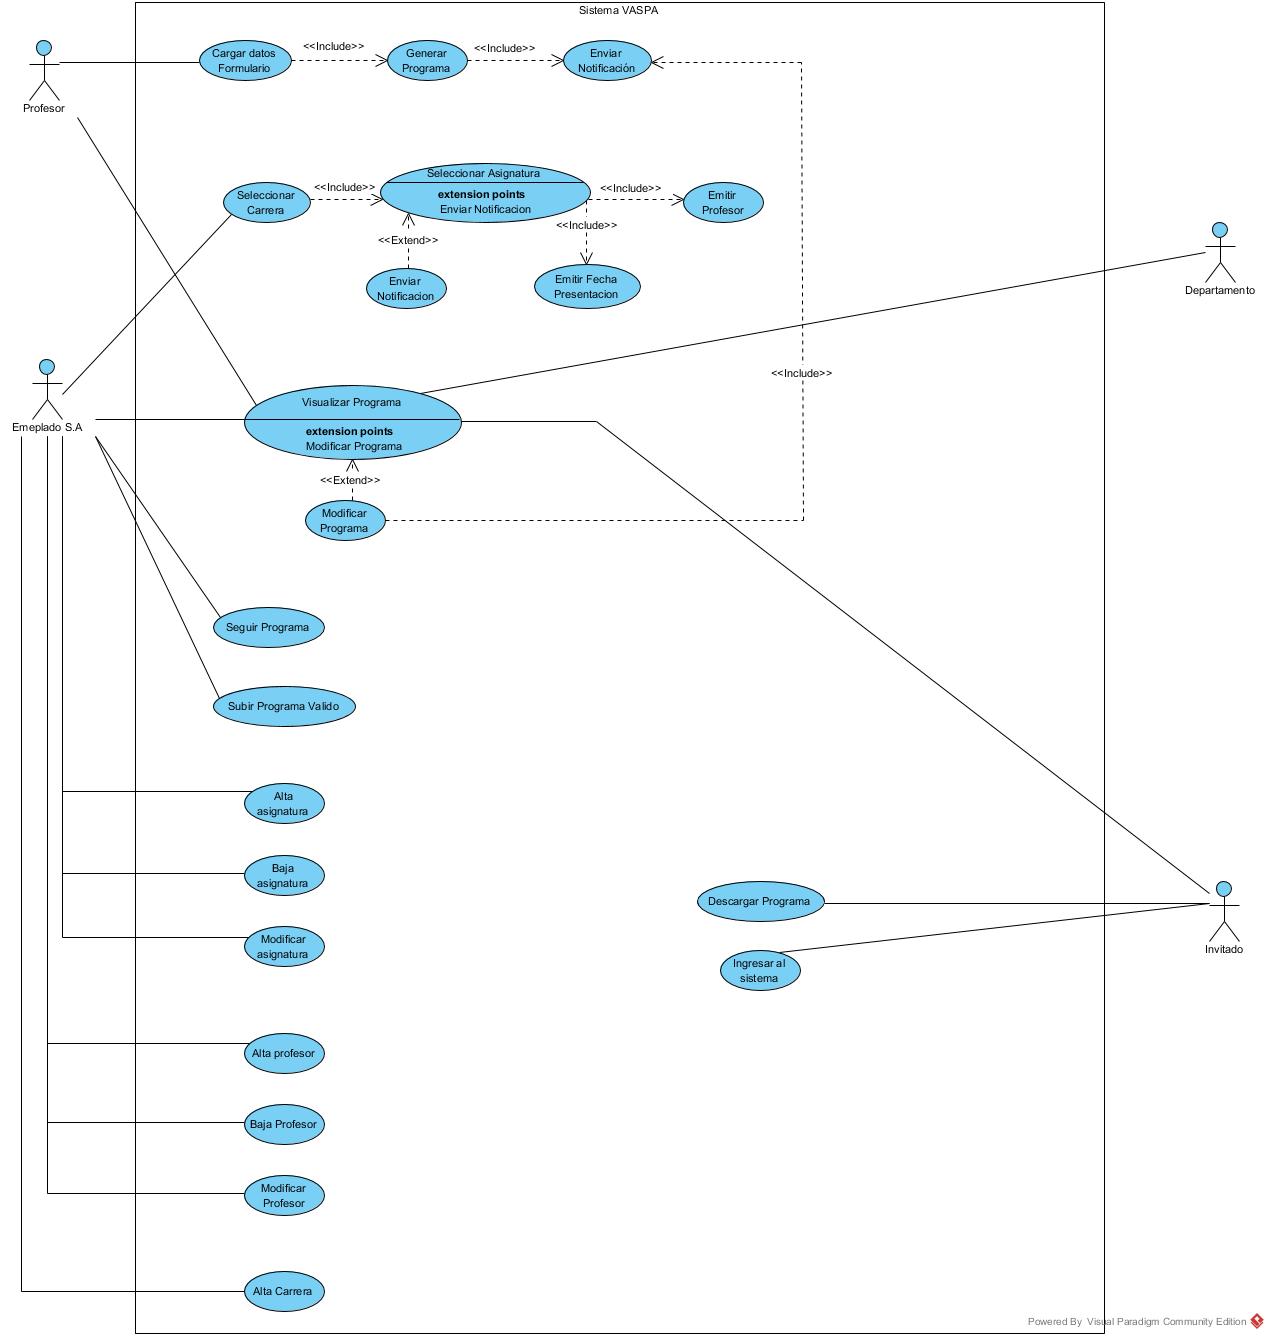 Sistema VASPA
Profesor
Cargar datos
Formulario
<<Include>>
Generar
Programa
<<Include>>
Enviar
Notificación
Seleccionar
Carrera
<<Include>>
Seleccionar Asignatura
extension points
Enviar Notificacion
<<Include>>
Emitir
Profesor
<<Extend>>
<<Include>>
Enviar
Notificacion
Emitir Fecha
Presentacion
Departamento
<<Include>>
Emeplado S.A
Visualizar Programa
extension points
Modificar Programa
<<Extend>>
Modificar
Programa
Seguir Programa
Subir Programa Valido
Alta
asignatura
Baja
asignatura
Modificar
asignatura
Descargar Programa
Ingresar al
sistema
Invitado
Alta profesor
Baja Profesor
Modificar
Profesor
Alta Carrera
Powered By Visual Paradigm Community Edition